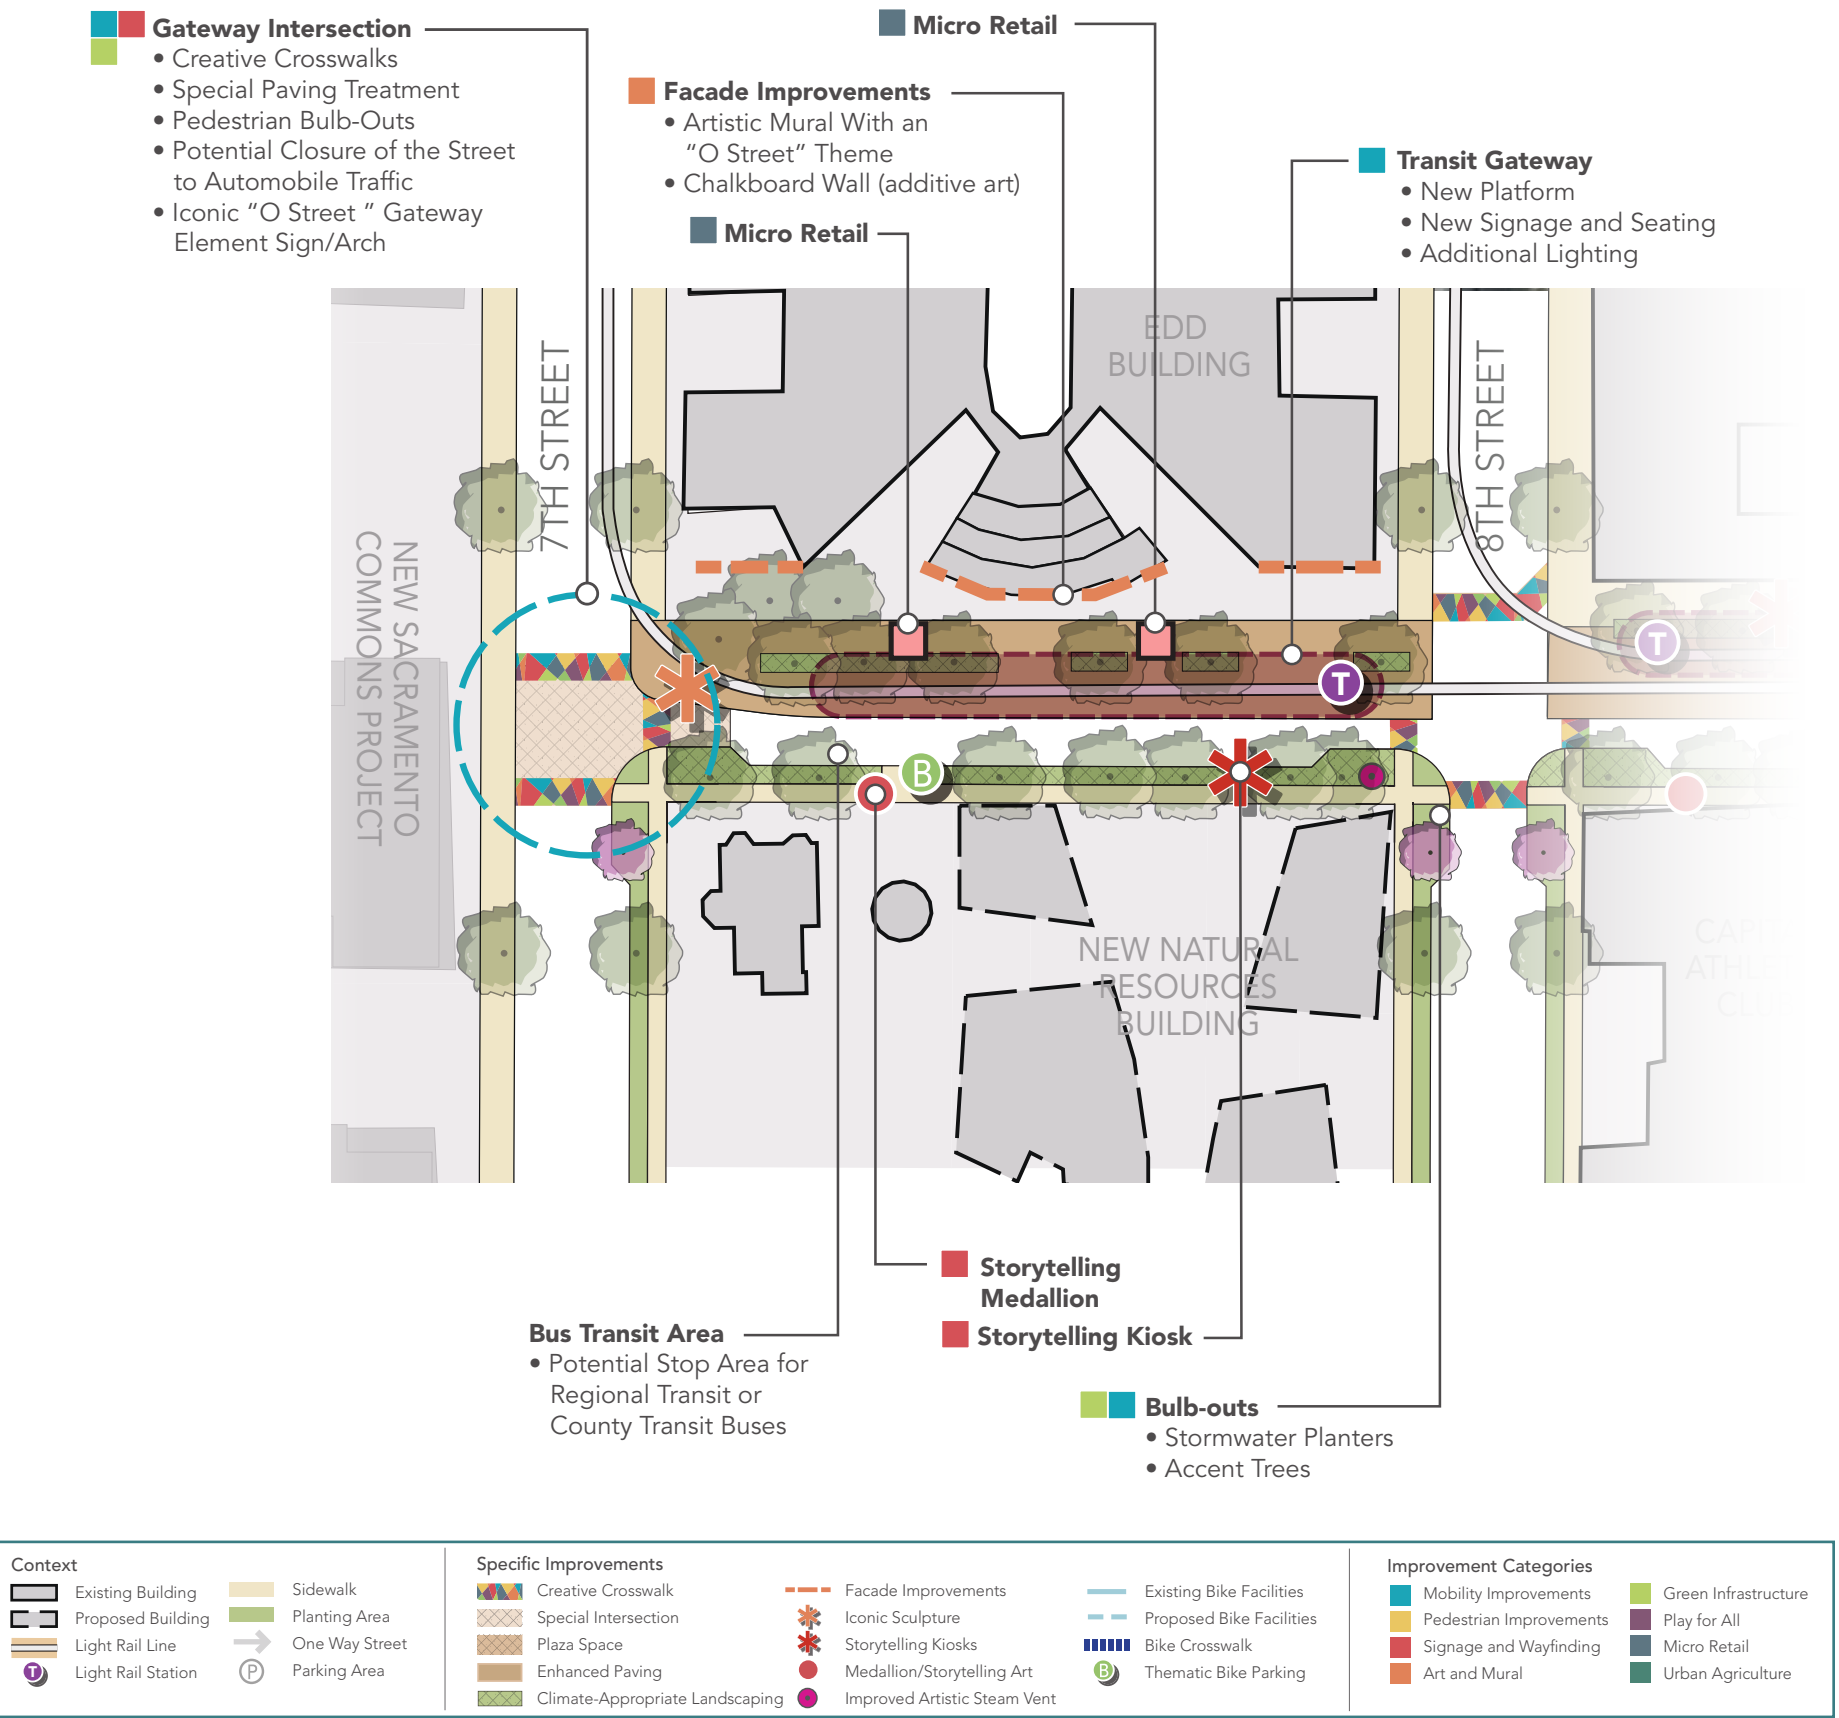 Gateway Intersection
• Creative Crosswalks
• Special Paving Treatment
• Pedestrian Bulb-Outs
• Potential Closure of the Street
to Automobile Traffic
• Iconic “O Street ” Gateway
Element Sign/Arch
Micro Retail
Facade Improvements
• Artistic Mural With an
“O Street” Theme
• Chalkboard Wall (additive art)
Micro Retail
Transit Gateway
• New Platform
• New Signage and Seating
• Additional Lighting
7TH STREET
EDD
BUILDING
8TH STREET
NEW SACRAMENTO
COMMONS PROJECT
T
T
B
NEW NATURAL
RESOURCES
BUILDING
Storytelling
Medallion
Storytelling Kiosk
Bus Transit Area
• Potential Stop Area for
Regional Transit or
County Transit Buses
Bulb-outs
• Stormwater Planters
• Accent Trees
Context
Existing Building
Proposed Building
Light Rail Line
T Light Rail Station
Sidewalk
Planting Area
One Way Street
P Parking Area
Specific Improvements
Creative Crosswalk
Special Intersection
Plaza Space
Enhanced Paving
Climate-Appropriate Landscaping
Facade Improvements
Iconic Sculpture
Storytelling Kiosks
Medallion/Storytelling Art
Improved Artistic Steam Vent
Existing Bike Facilities
Proposed Bike Facilities
Bike Crosswalk
B Thematic Bike Parking
Improvement Categories
Mobility Improvements
Pedestrian Improvements
Signage and Wayfinding
Art and Mural
Green Infrastructure
Play for All
Micro Retail
Urban Agriculture